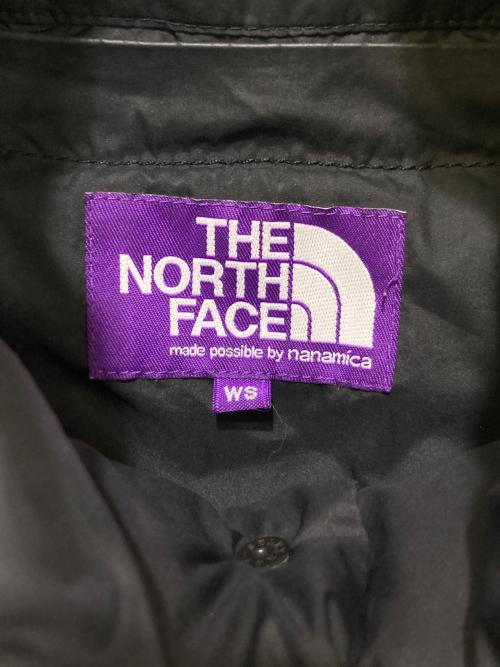 THE
NORTH
FACE
made possible by nanamica
WS